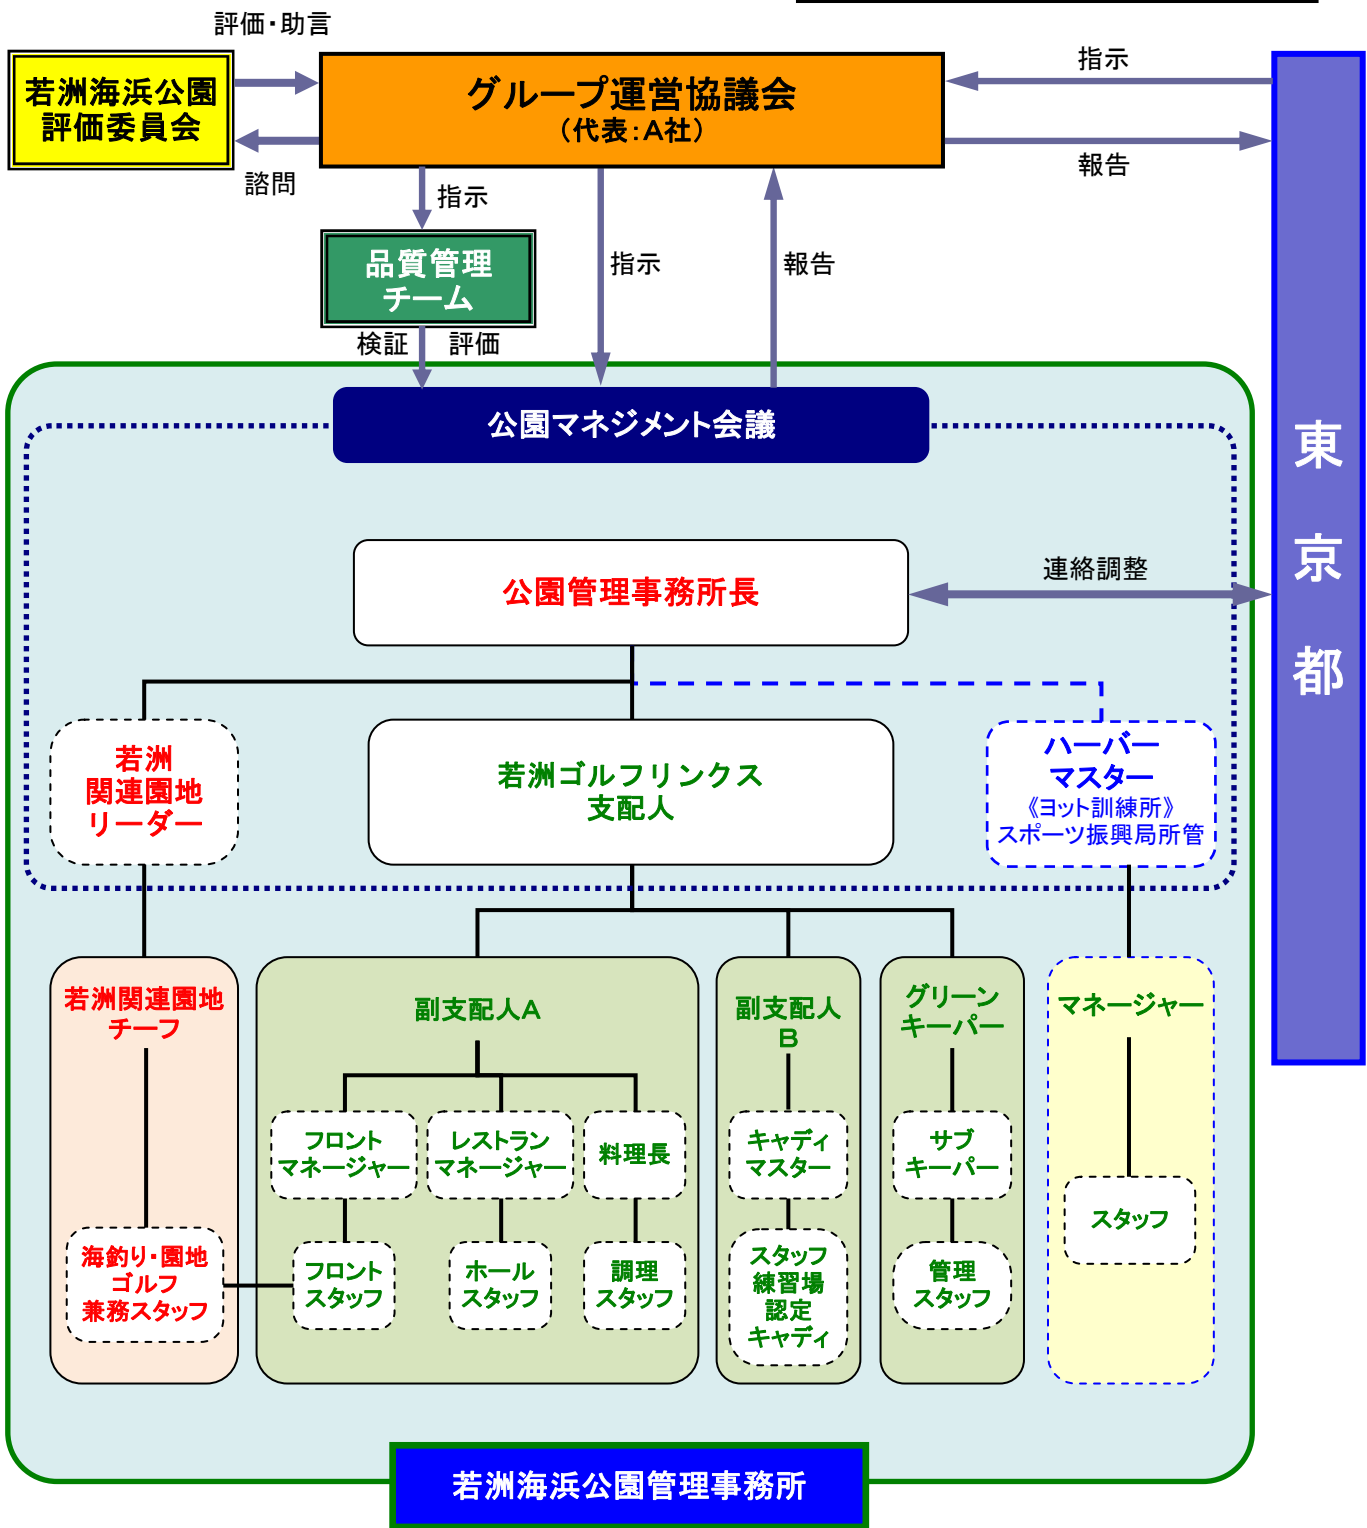 評価・助言
若洲海浜公園
評価委員会
グループ運営協議会
（代表：A社）
指示
報告
諮問
指示
品質管理
チーム
指示
報告
検証
評価
公園マネジメント会議
東
京
都
公園管理事務所長
連絡調整
若洲
関連園地
リーダー
若洲ゴルフリンクス
支配人
ハーバー
マスター
《ヨット訓練所》
スポーツ振興局所管
若洲関連園地
チーフ
副支配人A
副支配人
B
グリーン
キーパー
マネージャー
フロント
マネージャー
レストラン
マネージャー
料理長
キャディ
マスター
サブ
キーパー
スタッフ
海釣り・園地
ゴルフ
兼務スタッフ
フロント
スタッフ
ホール
スタッフ
調理
スタッフ
スタッフ
練習場
認定
キャディ
管理
スタッフ
若洲海浜公園管理事務所